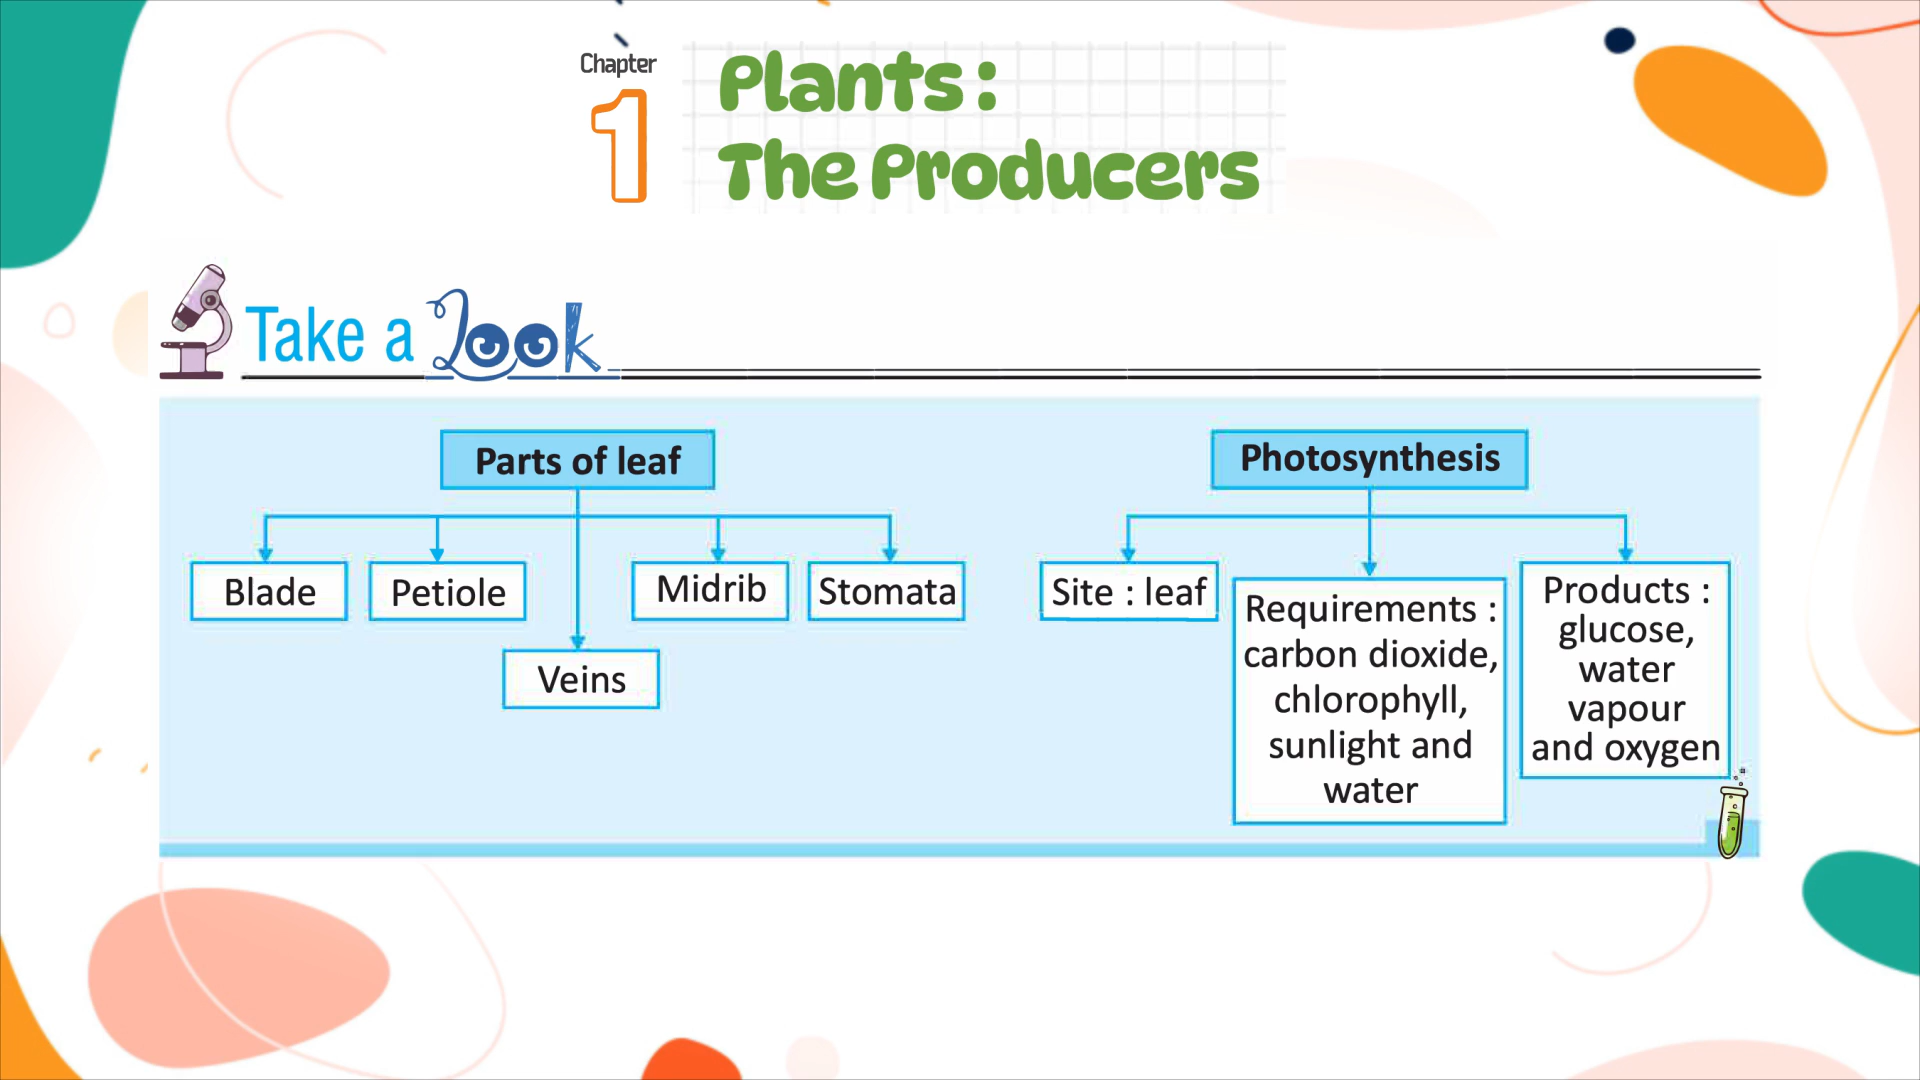 Chapter
1
Plants :
The Producers
Take a Look
Parts of leaf
Blade
Petiole
Veins
Midrib
Stomata
Photosynthesis
Site : leaf
Requirements :
carbon dioxide,
chlorophyll,
sunlight and
water
Products :
glucose,
water
vapour
and oxygen